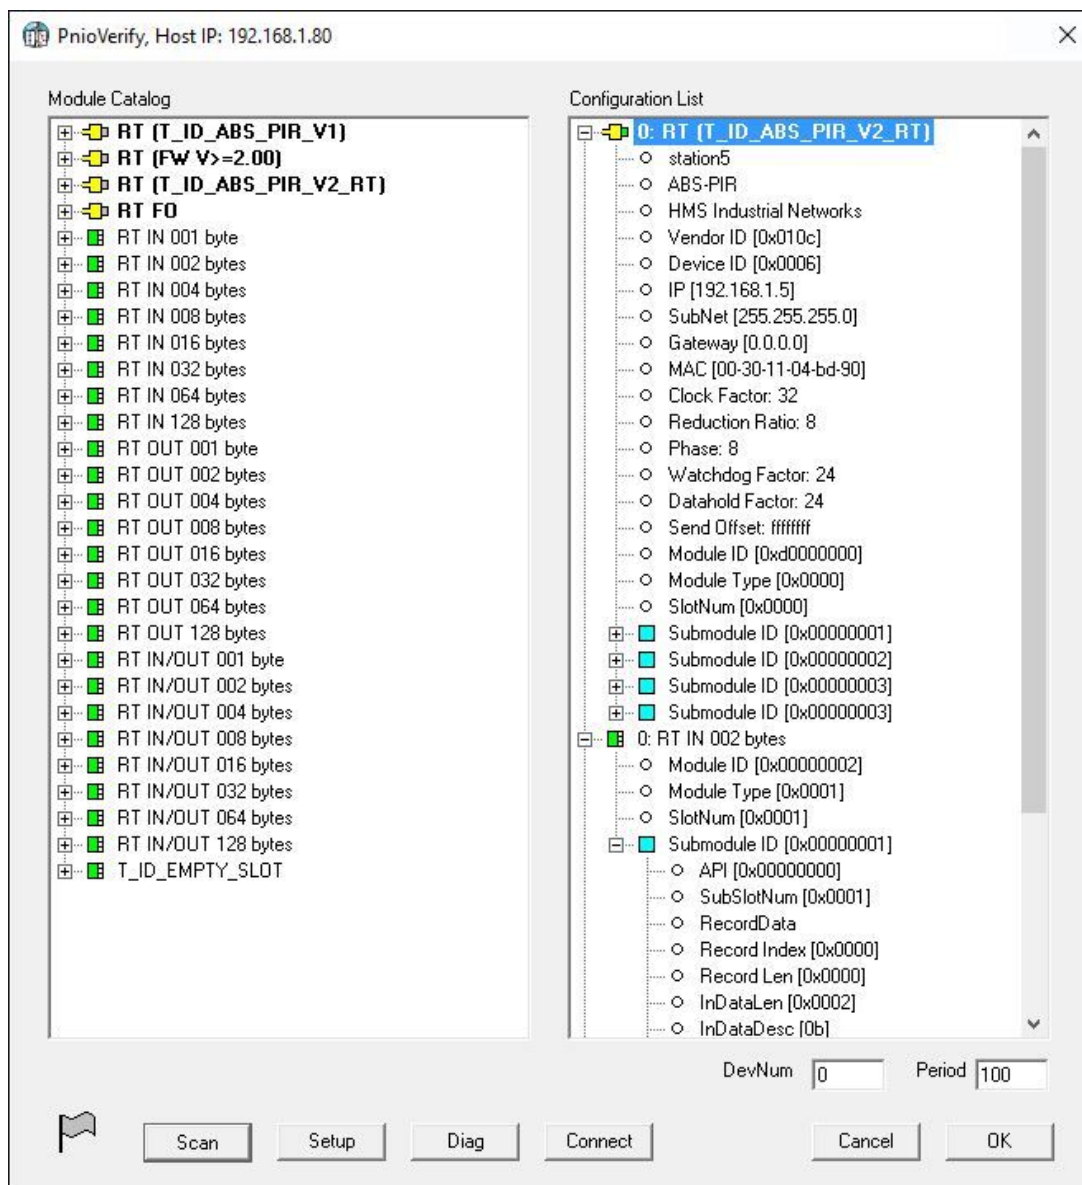 PnioVerify, Host IP: 192.168.1.80
Module Catalog
RT (T_ID_ABS_PIR_V1)
RT (FW V>=2.00)
RT (T_ID_ABS_PIR_V2_RT)
RT FO
RT IN 001 byte
RT IN 002 bytes
RT IN 004 bytes
RT IN 008 bytes
RT IN 016 bytes
RT IN 032 bytes
RT IN 064 bytes
RT IN 128 bytes
RT OUT 001 byte
RT OUT 002 bytes
RT OUT 004 bytes
RT OUT 008 bytes
RT OUT 016 bytes
RT OUT 032 bytes
RT OUT 064 bytes
RT OUT 128 bytes
RT IN/OUT 001 byte
RT IN/OUT 002 bytes
RT IN/OUT 004 bytes
RT IN/OUT 008 bytes
RT IN/OUT 016 bytes
RT IN/OUT 032 bytes
RT IN/OUT 064 bytes
RT IN/OUT 128 bytes
T_ID_EMPTY_SLOT
Configuration List
0: RT (T_ID_ABS_PIR_V2_RT)
station5
ABS-PIR
HMS Industrial Networks
Vendor ID [0x010c]
Device ID [0x0006]
IP [192.168.1.5]
SubNet [255.255.255.0]
Gateway [0.0.0.0]
MAC [00-30-11-04-bd-90]
Clock Factor: 32
Reduction Ratio: 8
Phase: 8
Watchdog Factor: 24
Datahold Factor: 24
Send Offset: ffffffff
Module ID [0xd0000000]
Module Type [0x0000]
SlotNum [0x0000]
Submodule ID [0x00000001]
Submodule ID [0x00000002]
Submodule ID [0x00000003]
Submodule ID [0x00000003]
0: RT IN 002 bytes
Module ID [0x00000002]
Module Type [0x0001]
SlotNum [0x0001]
Submodule ID [0x00000001]
API [0x00000000]
SubSlotNum [0x0001]
RecordData
Record Index [0x0000]
Record Len [0x0000]
InDataLen [0x0002]
InDataDesc [0b]
DevNum 0 Period 100
Scan Setup Diag Connect Cancel OK